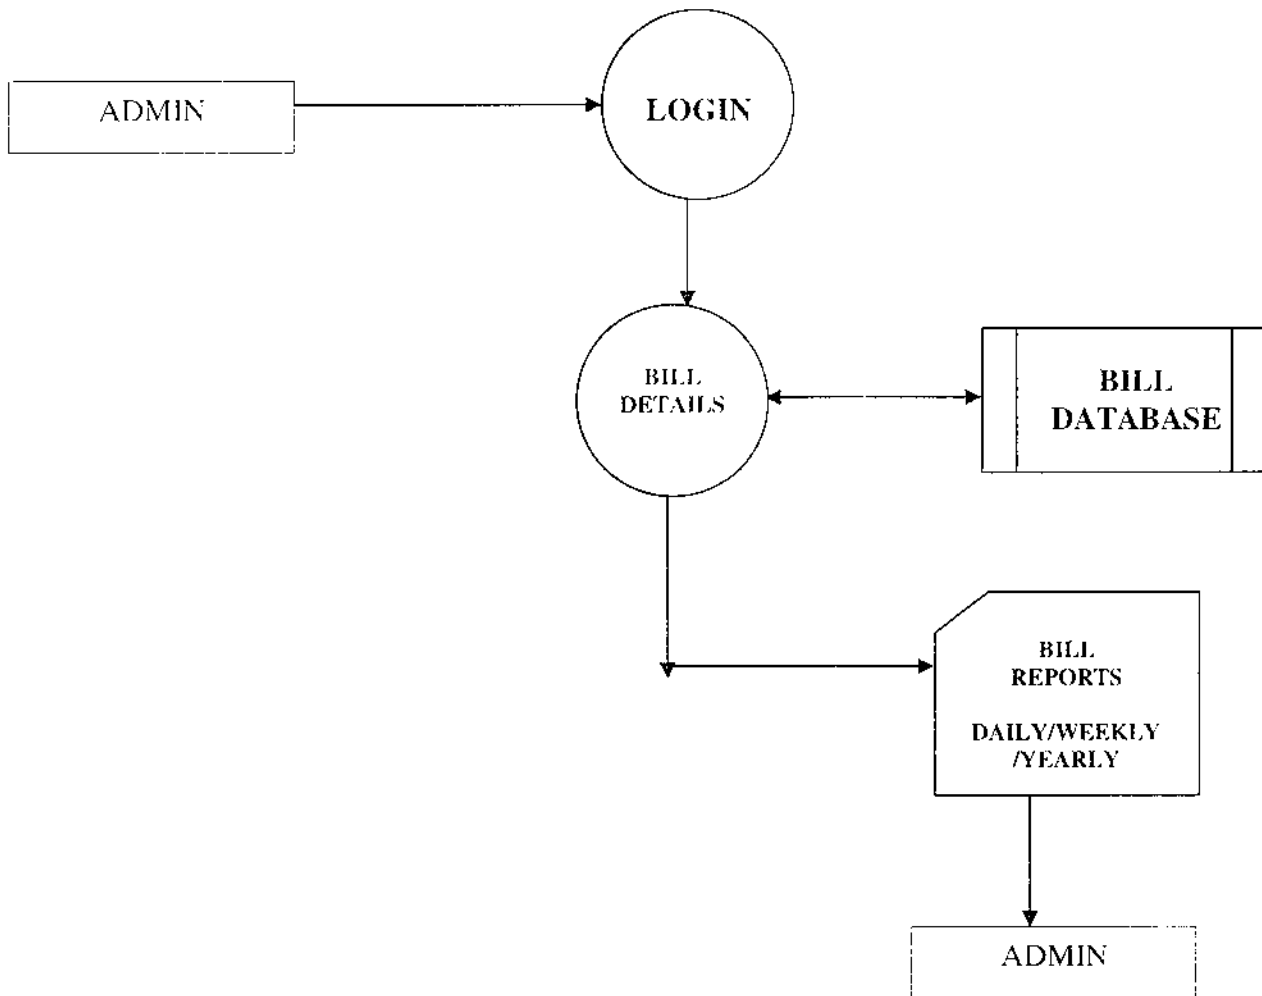 ADMIN
LOGIN
BILL
DETAILS
BILL
DATABASE
BILL
REPORTS
DAILY/WEEKLY
/YEARLY
ADMIN